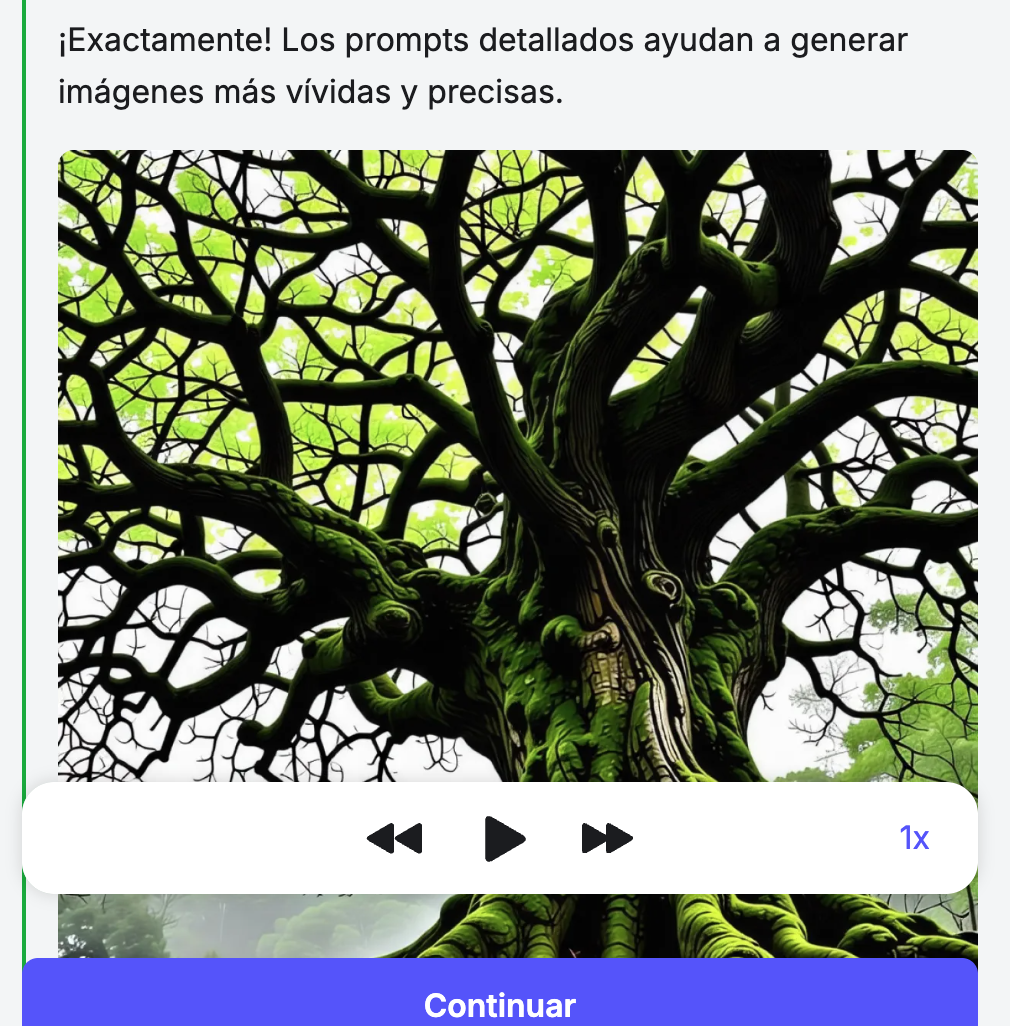 ¡Exactamente! Los prompts detallados ayudan a generar
imágenes más vívidas y precisas.
1x
Continuar